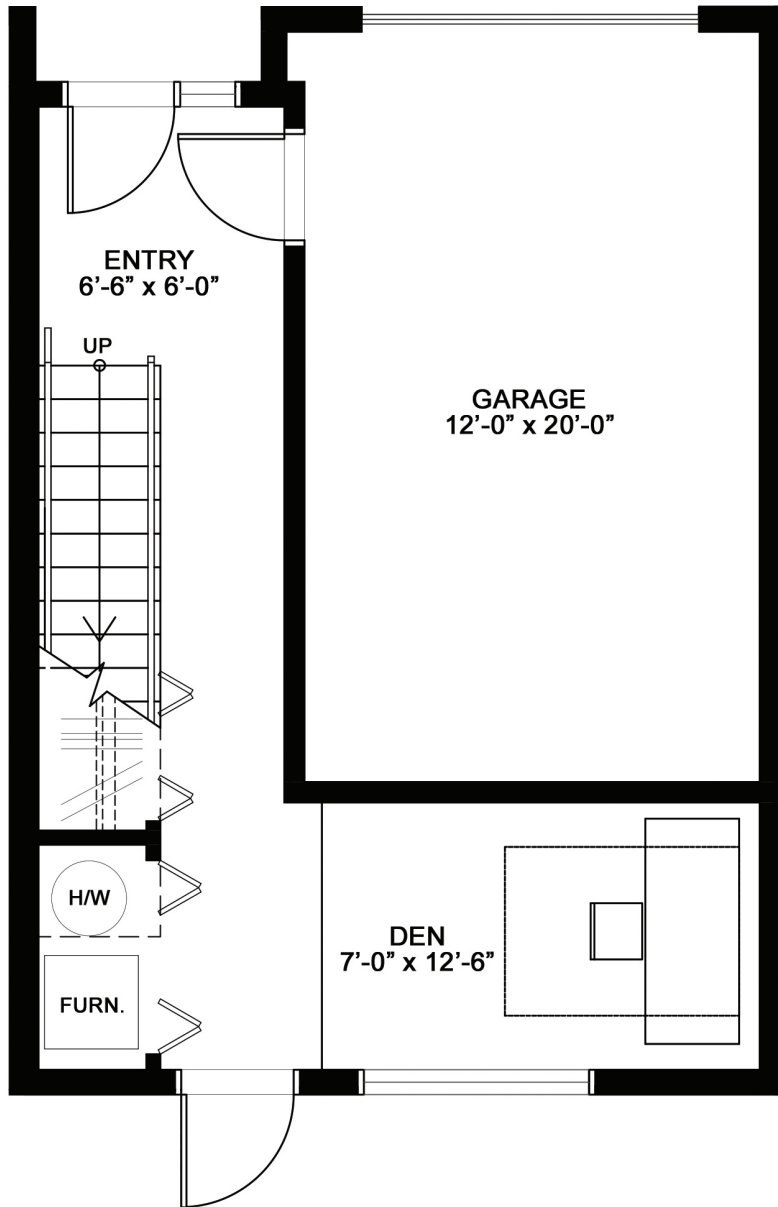 ENTRY
6’-6” x 6’-0”
UP
GARAGE
12’-0” x 20’-0”
H/W
DEN
7’-0” x 12’-6”
FURN.